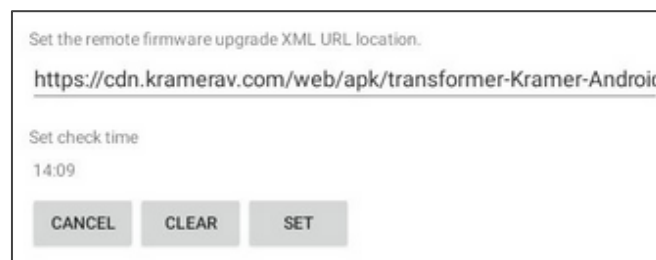 Set the remote firmware upgrade XML URL location.
https://cdn.kramerav.com/web/apk/transformer-Kramer-Android
Set check time
14:09
CANCEL CLEAR SET